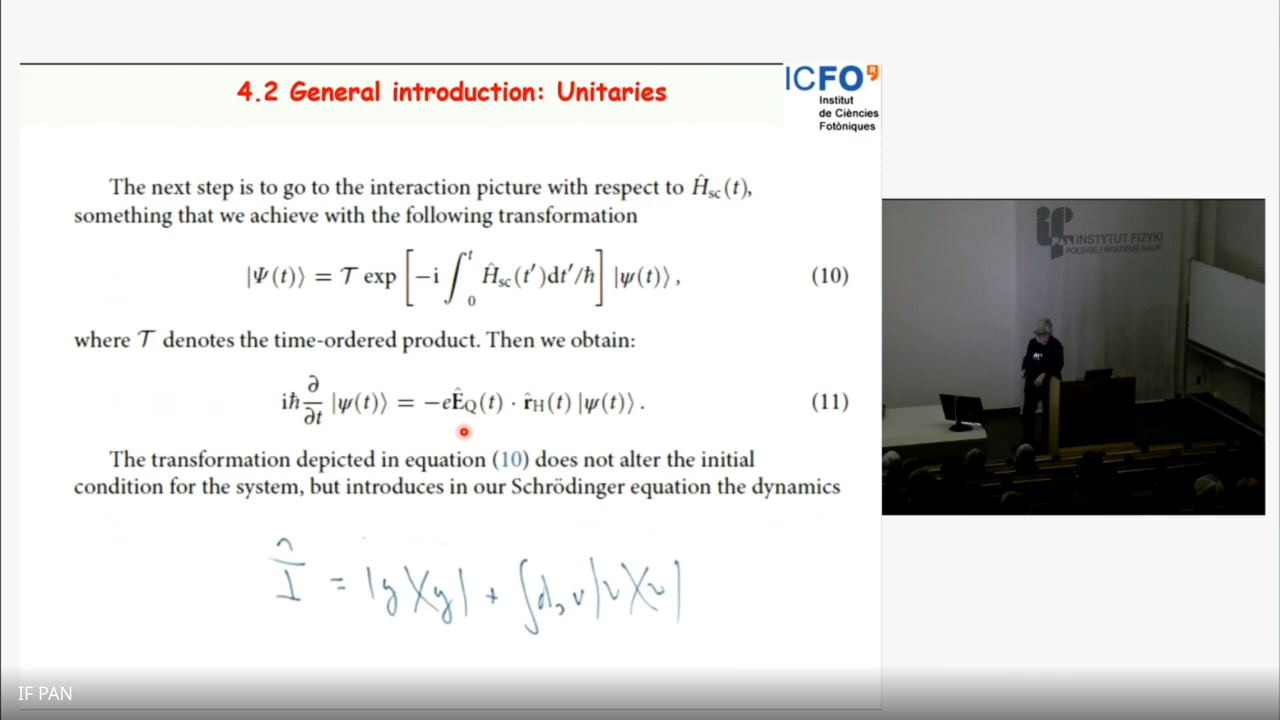 4.2 General introduction: Unitaries
ICFO
Institut
de Ciències
Fotòniques
The next step is to go to the interaction picture with respect to Ĥsc(t),
something that we achieve with the following transformation
|Ψ(t)⟩ = 𝒯 exp [−i ∫₀ᵗ Ĥsc(t′)dt′/ħ] |ψ(t)⟩, (10)
where 𝒯 denotes the time-ordered product. Then we obtain:
iħ ∂/∂t |ψ(t)⟩ = −eÊQ(t) · r̂H(t) |ψ(t)⟩. (11)
The transformation depicted in equation (10) does not alter the initial
condition for the system, but introduces in our Schrödinger equation the dynamics
Î = |g⟩⟨g| + ∫d₃v|v⟩⟨v|
INSTYTUT FIZYKI
POLSKIEJ AKADEMII NAUK
IF PAN